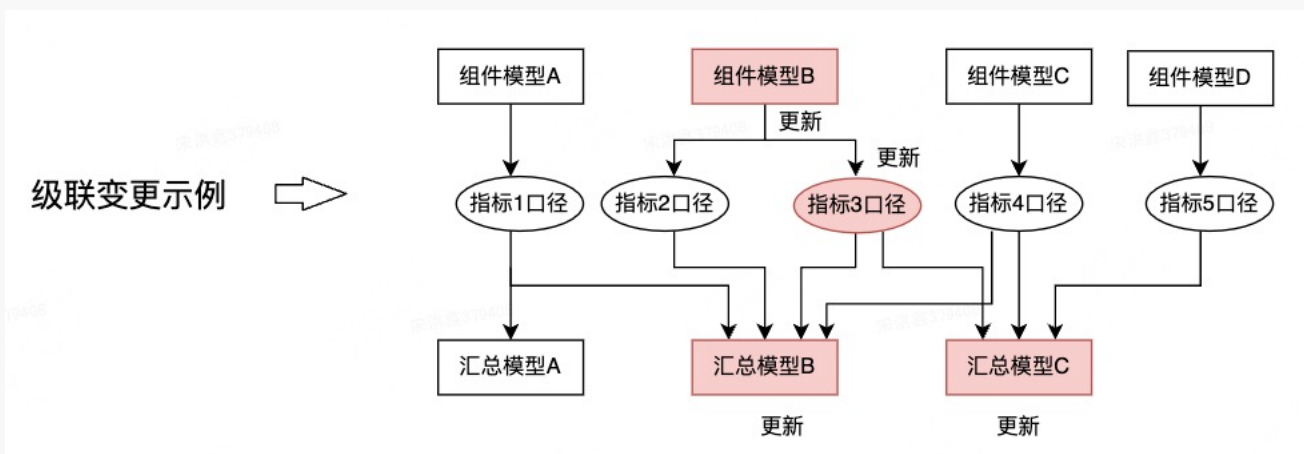 组件模型A
组件模型B
组件模型C
组件模型D
更新
更新
级联变更示例
指标1口径
指标2口径
指标3口径
指标4口径
指标5口径
汇总模型A
汇总模型B
汇总模型C
更新
更新